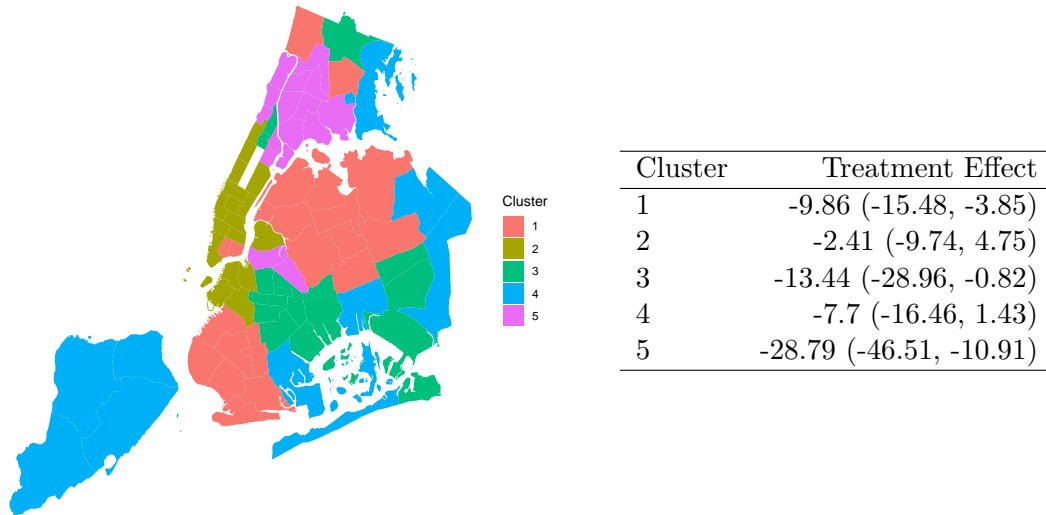 Cluster
1
2
3
4
5
Cluster Treatment Effect
1 -9.86 (-15.48, -3.85)
2 -2.41 (-9.74, 4.75)
3 -13.44 (-28.96, -0.82)
4 -7.7 (-16.46, 1.43)
5 -28.79 (-46.51, -10.91)